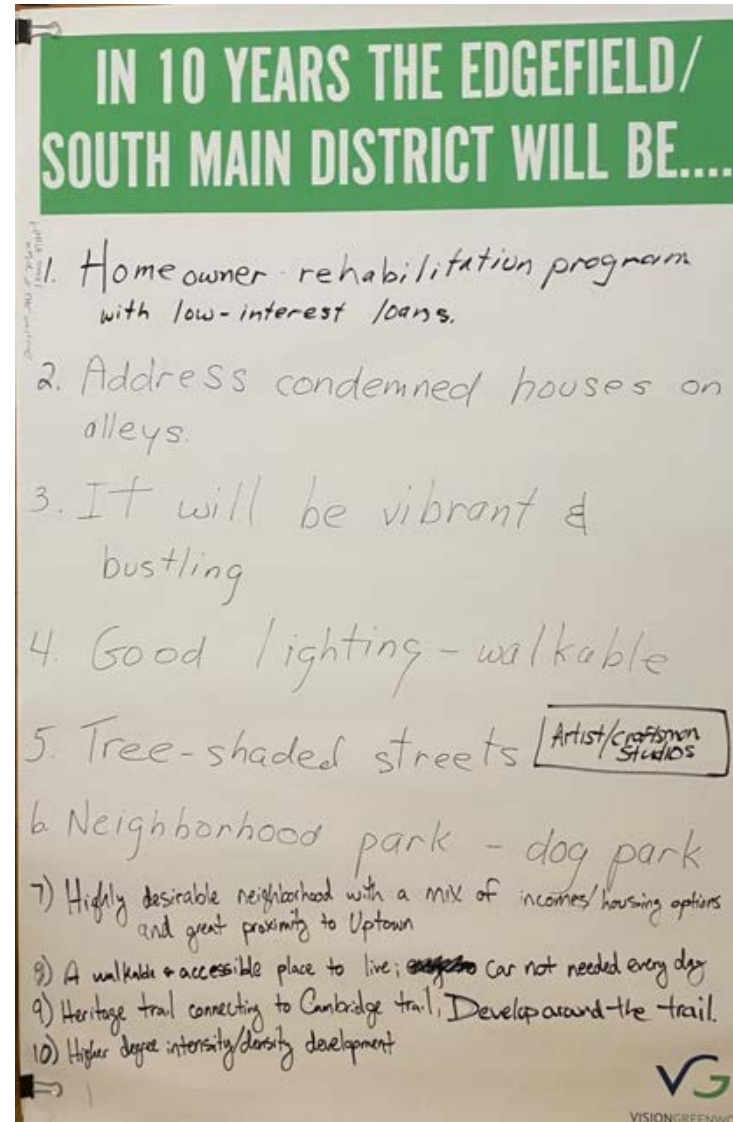 IN 10 YEARS THE EDGEFIELD/
SOUTH MAIN DISTRICT WILL BE....
1. Homeowner rehabilitation program
with low-interest loans.
2. Address condemned houses on
alleys.
3. It will be vibrant &
bustling
4. Good lighting - walkable
5. Tree-shaded streets
Artist/craftsman
Studios
6. Neighborhood park - dog park
7) Highly desirable neighborhood with a mix of incomes/housing options
and great proximity to Uptown
8) A walkable & accessible place to live; car not needed every day
9) Heritage trail connecting to Cambridge trail, Develop around the trail.
10) Higher degree intensity/density development
VG